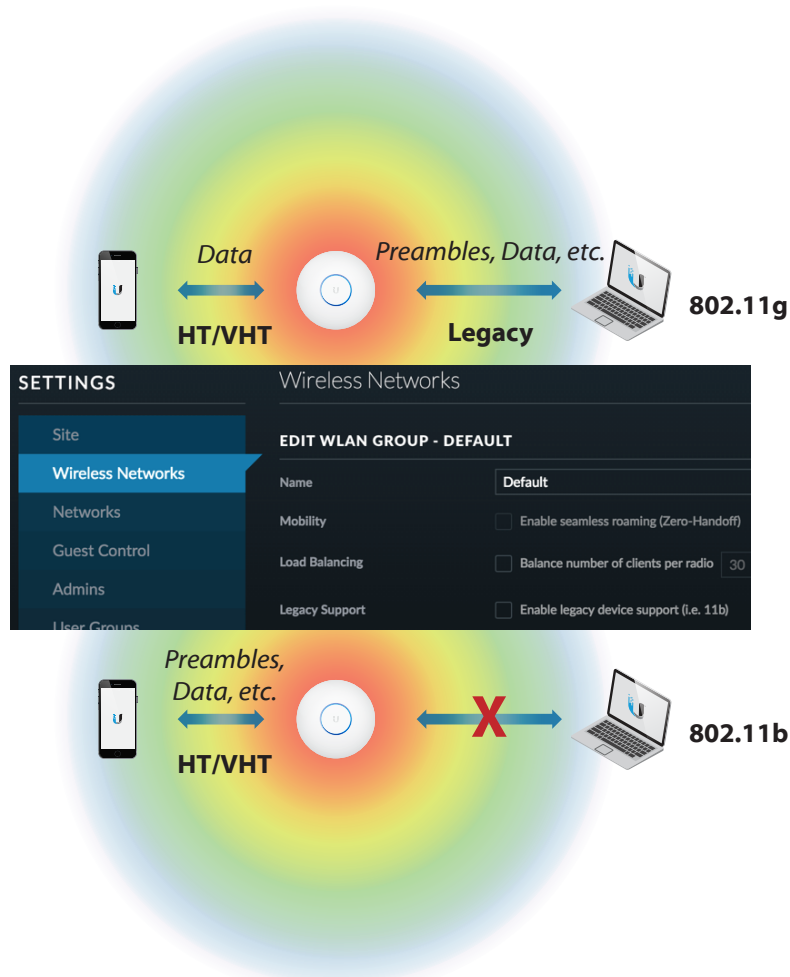 Data
Preambles, Data, etc.
HT/VHT
Legacy
802.11g
SETTINGS
Wireless Networks
Site
Wireless Networks
Networks
Guest Control
Admins
User Groups
EDIT WLAN GROUP - DEFAULT
Name
Default
Mobility
Enable seamless roaming (Zero-Handoff)
Load Balancing
Balance number of clients per radio 30
Legacy Support
Enable legacy device support (i.e. 11b)
Preambles,
Data, etc.
HT/VHT
X
802.11b